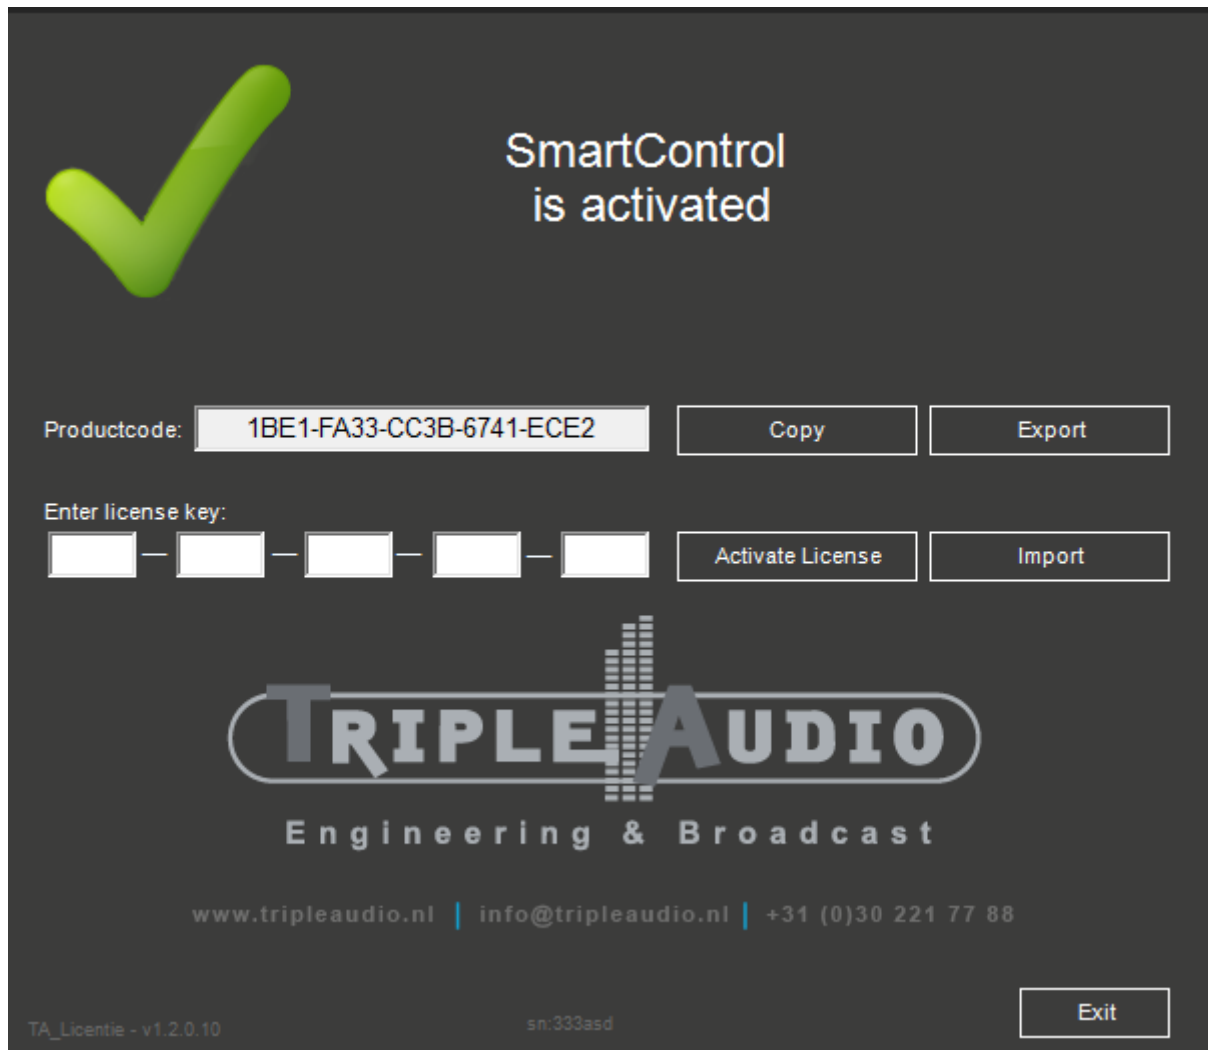 SmartControl
is activated
Productcode: 1BE1-FA33-CC3B-6741-ECE2 Copy Export
Enter license key:
Activate License Import
TRIPLE AUDIO
Engineering & Broadcast
www.tripleaudio.nl | info@tripleaudio.nl | +31 (0)30 221 77 88
Exit
TA_Licentie - v1.2.0.10 sn:333asd